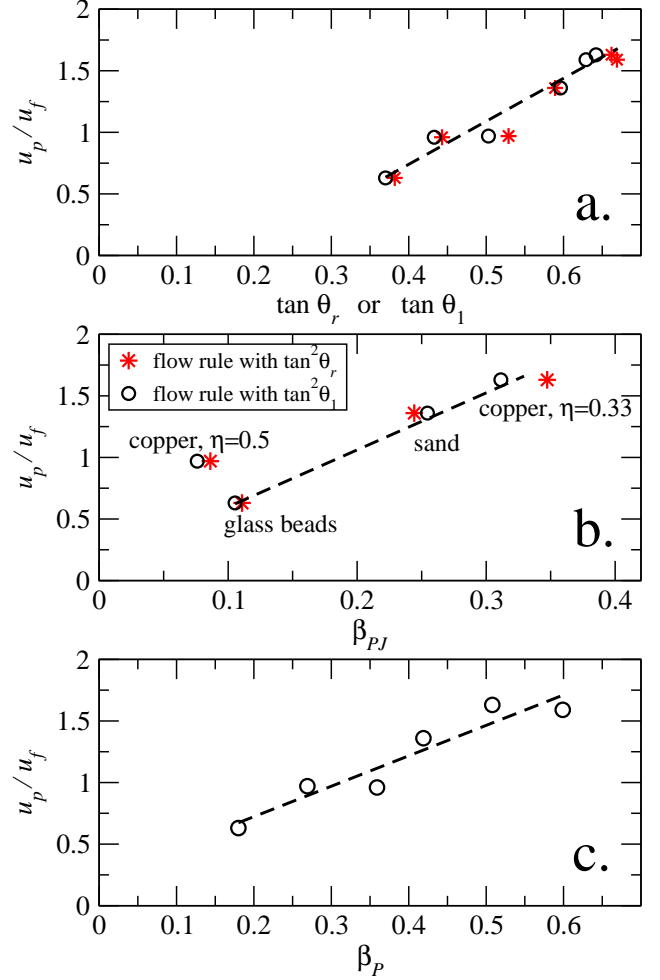 2
1.5
1
0.5
0
u_p / u_f
a.
0 0.1 0.2 0.3 0.4 0.5 0.6
tan θ_r or tan θ_1
2
1.5
1
0.5
0
u_p / u_f
flow rule with tan²θ_r
flow rule with tan²θ_1
copper, η=0.5
copper, η=0.33
sand
glass beads
b.
0 0.1 0.2 0.3 0.4
β_PJ
2
1.5
1
0.5
0
u_p / u_f
c.
0 0.1 0.2 0.3 0.4 0.5 0.6
β_P